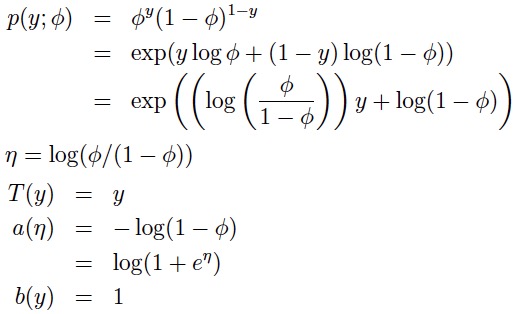 p(y; ϕ) = ϕ^y(1 − ϕ)^{1−y}
= exp(y log ϕ + (1 − y) log(1 − ϕ))
= exp((log(ϕ/(1 − ϕ))) y + log(1 − ϕ))
η = log(ϕ/(1 − ϕ))
T(y) = y
a(η) = − log(1 − ϕ)
= log(1 + e^η)
b(y) = 1